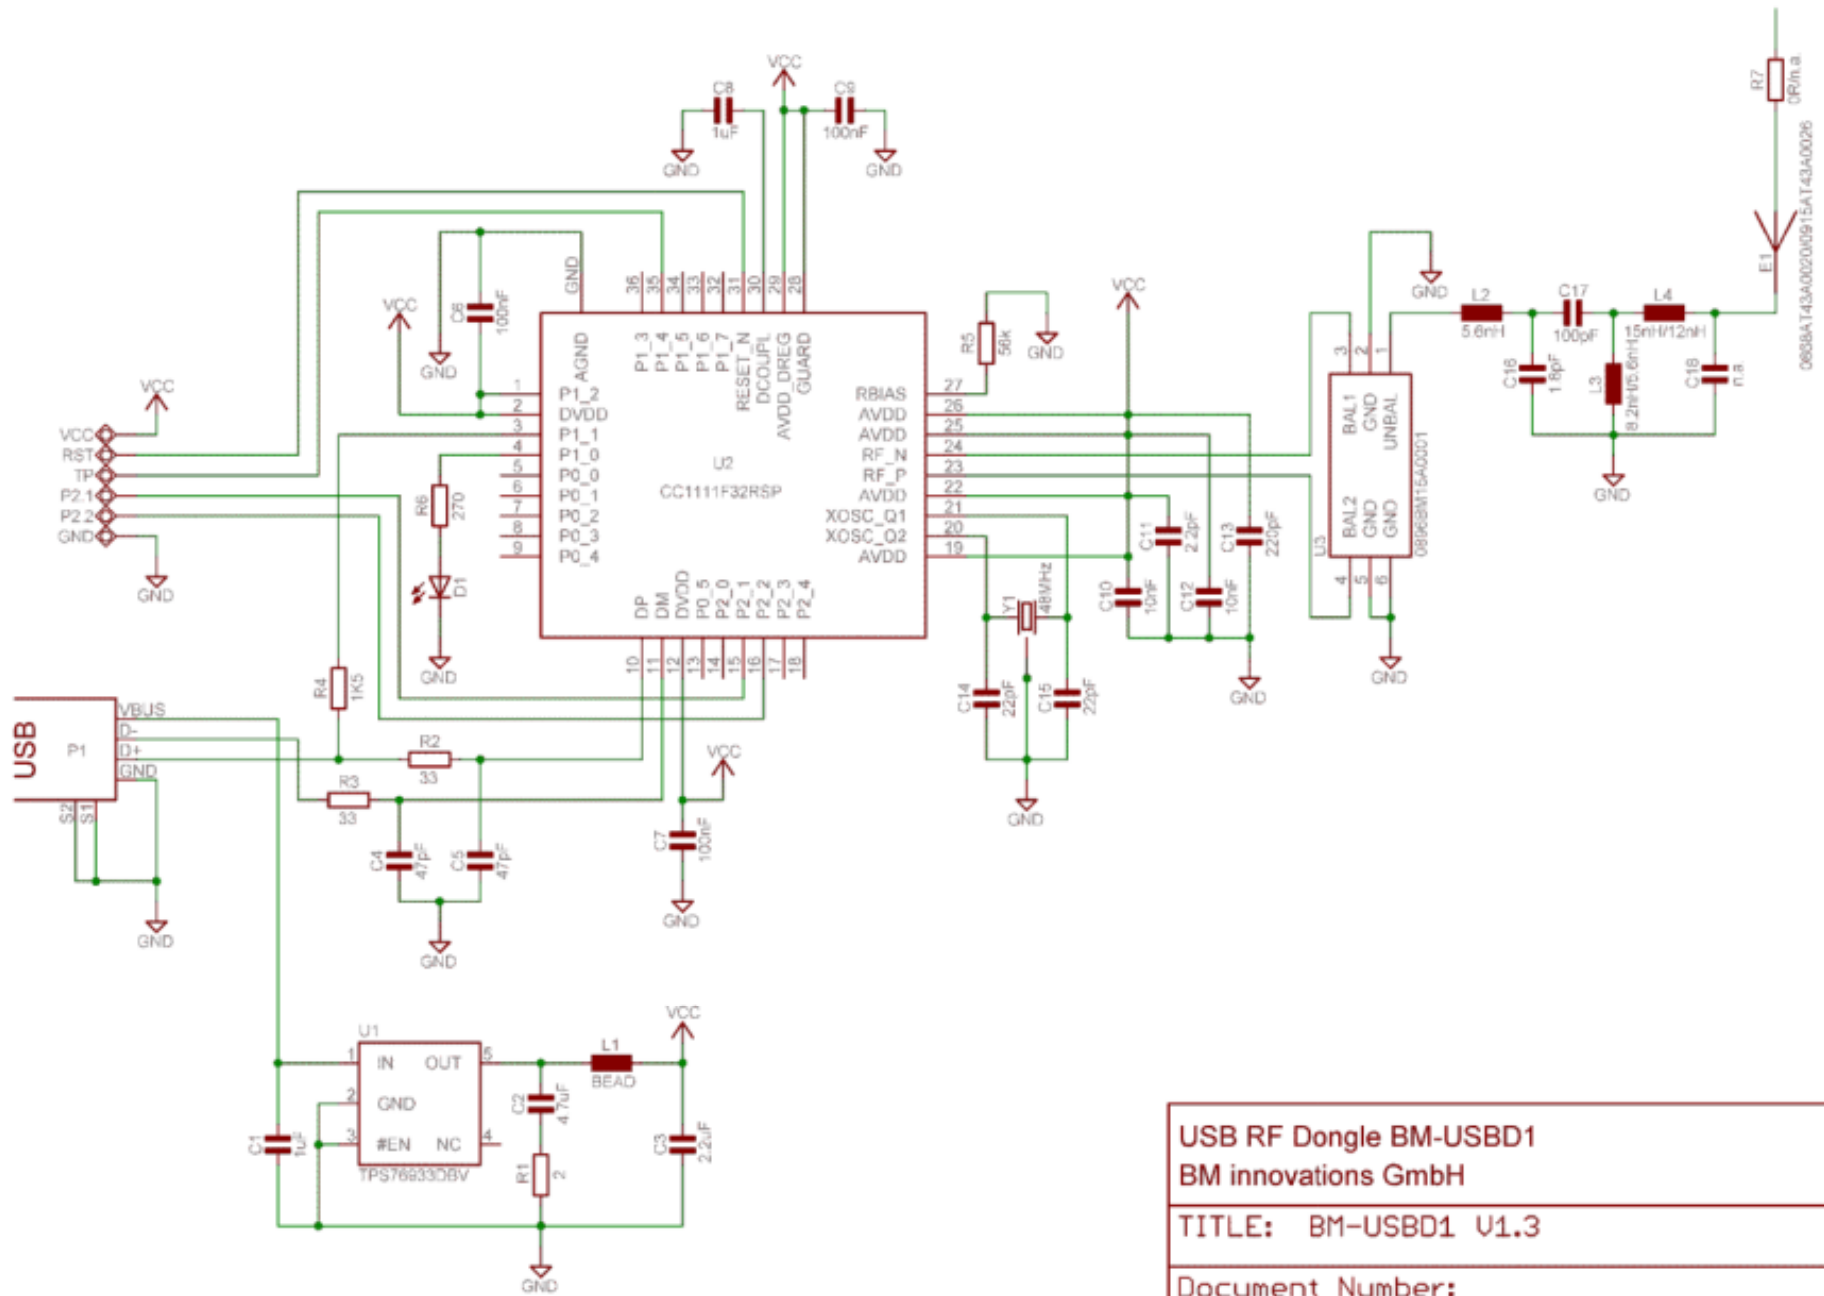 VCC
C8
1uF
C9
100nF
GND
GND
R7
0R/n.a.
0868AT43A0020/0915AT43A0026
E1
VCC
C6
100nF
GND
GND
36
35
34
33
32
31
30
29
28
P1_3
P1_4
P1_5
P1_6
P1_7
RESET_N
DCOUPL
AVDD_DREG
GUARD
AGND
VCC
RST
TP
P2.1
P2.2
GND
VCC
GND
1
2
3
4
5
6
7
8
9
P1_2
DVDD
P1_1
P1_0
P0_0
P0_1
P0_2
P0_3
P0_4
U2
CC1111F32RSP
RBIAS
AVDD
AVDD
RF_N
RF_P
AVDD
XOSC_Q1
XOSC_Q2
AVDD
27
26
25
24
23
22
21
20
19
DP
DM
DVDD
P0_5
P2_0
P2_1
P2_2
P2_3
P2_4
10
11
12
13
14
15
16
17
18
R6
270
D1
GND
R5
56k
GND
VCC
C11
2.2pF
C13
220pF
C10
10nF
C12
10nF
GND
Y1
48MHz
C14
22pF
C15
22pF
GND
GND
3
2
1
BAL1
GND
UNBAL
U3
0896BM15A0001
BAL2
GND
GND
4
5
6
GND
L2
5.6nH
C17
100pF
L4
15nH/12nH
C16
1.8pF
L3
8.2nH/5.6nH
C18
n.a.
GND
USB
P1
VBUS
D-
D+
GND
S2
S1
GND
R4
1K5
R2
33
R3
33
C4
47pF
C5
47pF
GND
VCC
C7
100nF
GND
U1
1
2
3
IN
GND
#EN
OUT
NC
5
4
TPS76933DBV
C1
1uF
C2
4.7uF
R1
2
L1
BEAD
VCC
C3
2.2uF
GND
USB RF Dongle BM-USBD1
BM innovations GmbH
TITLE: BM-USBD1 V1.3
Document Number: